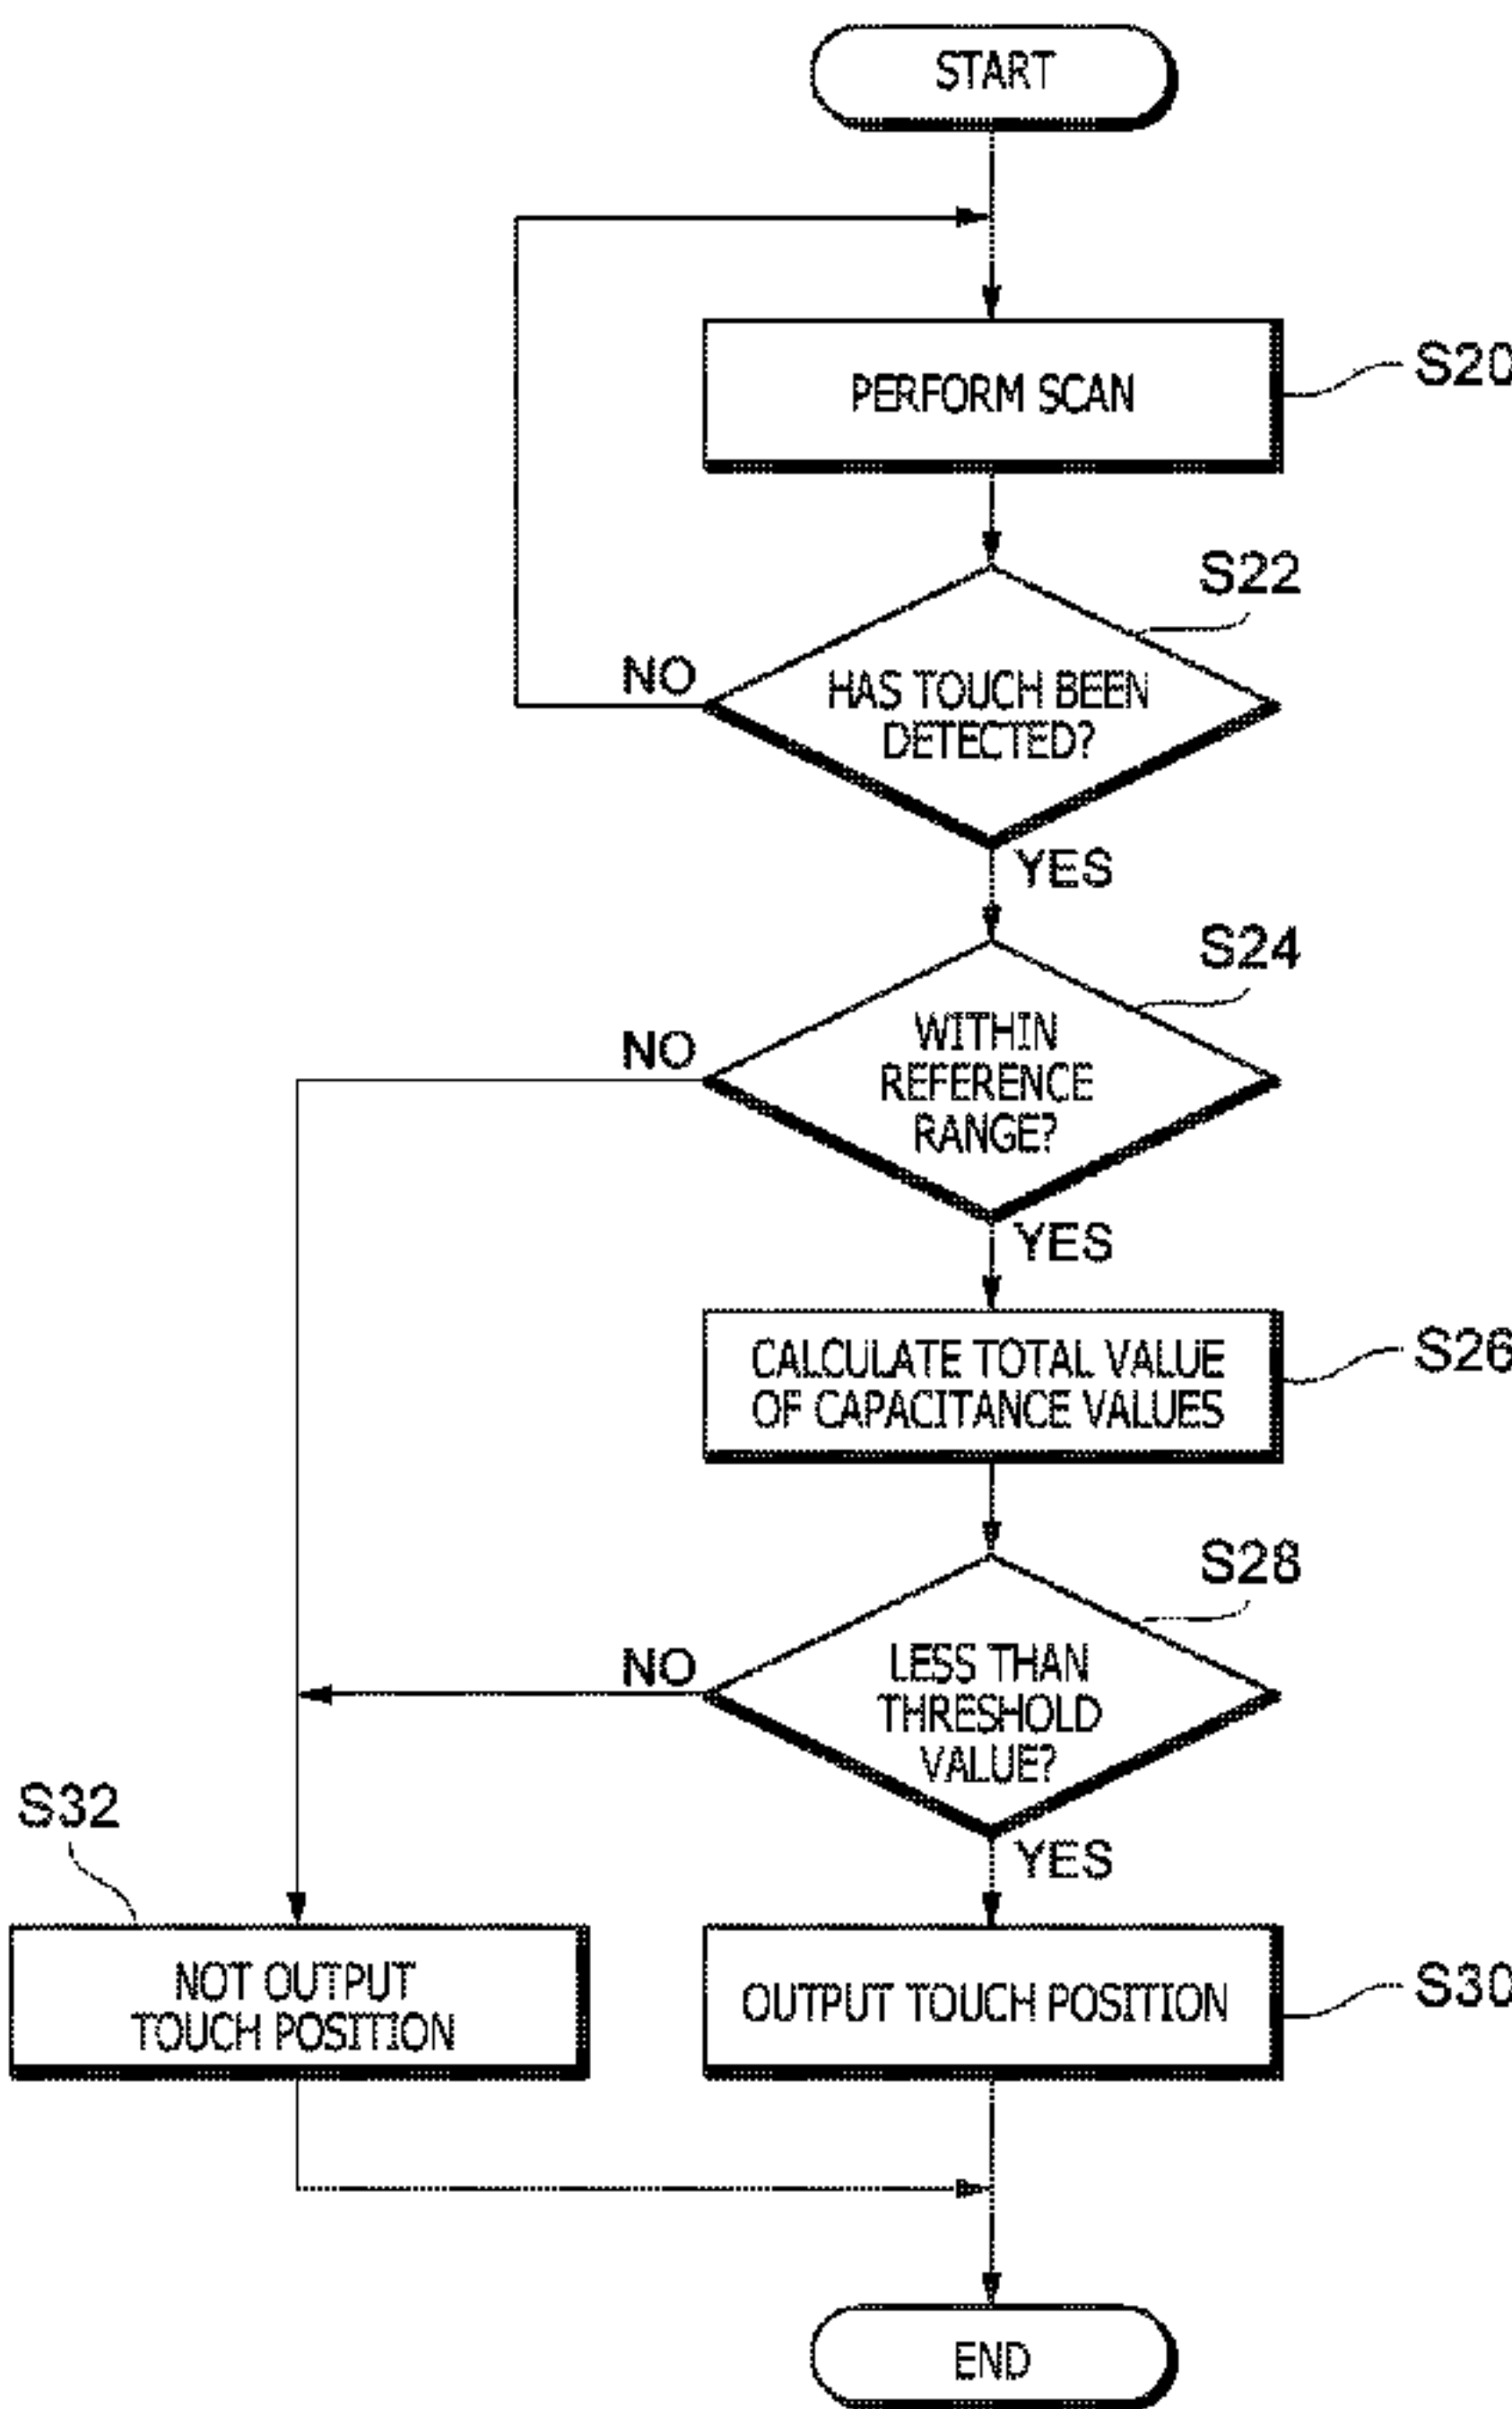 START
PERFORM SCAN
S20
S22
HAS TOUCH BEEN
DETECTED?
NO
YES
S24
WITHIN
REFERENCE
RANGE?
NO
YES
CALCULATE TOTAL VALUE
OF CAPACITANCE VALUES
S26
S28
LESS THAN
THRESHOLD
VALUE?
NO
YES
S32
NOT OUTPUT
TOUCH POSITION
OUTPUT TOUCH POSITION
S30
END